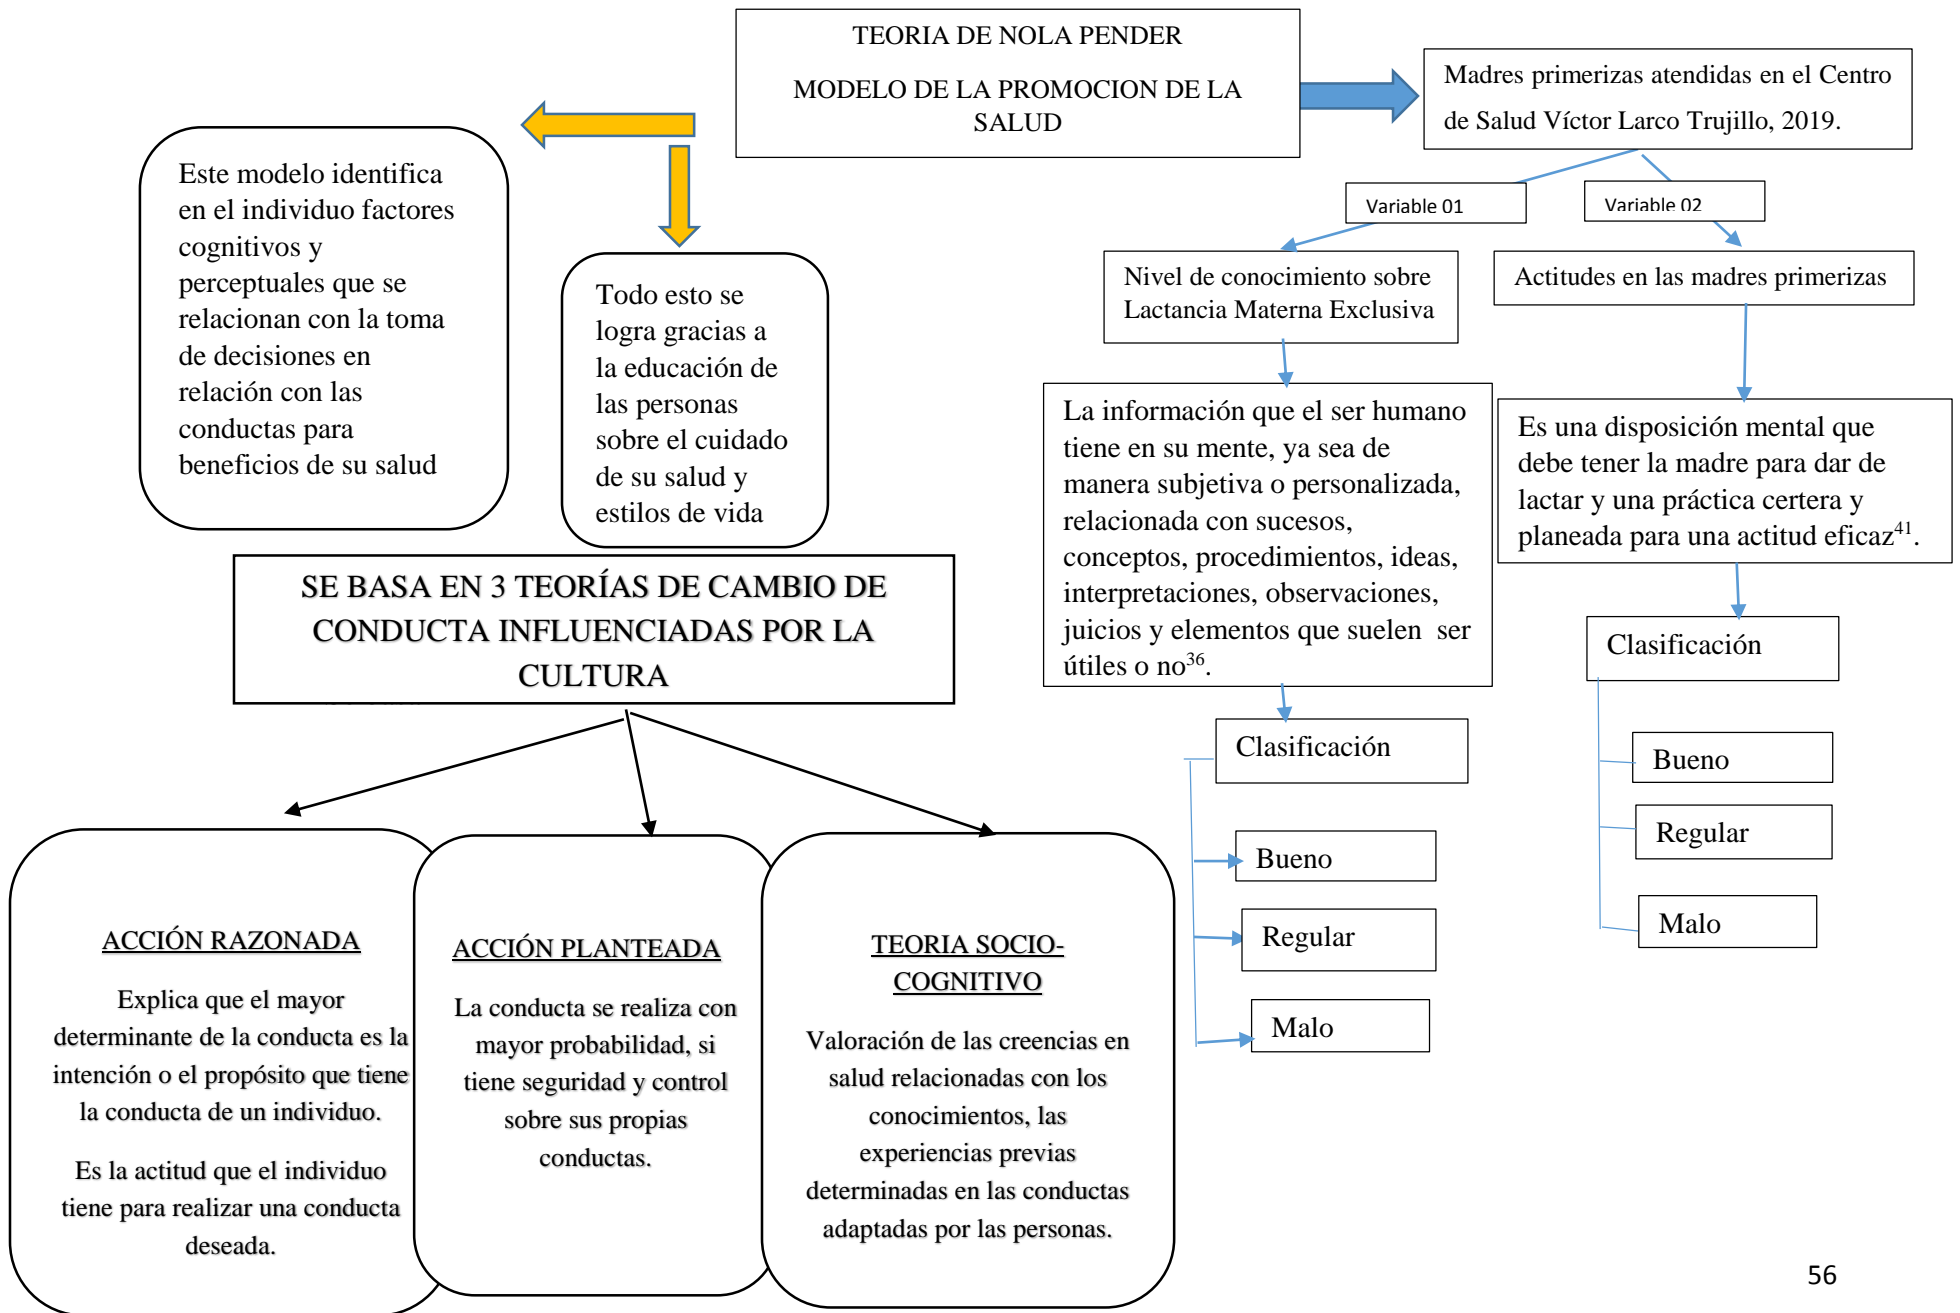 TEORIA DE NOLA PENDER
MODELO DE LA PROMOCION DE LA
SALUD
Madres primerizas atendidas en el Centro
de Salud Víctor Larco Trujillo, 2019.
Este modelo identifica
en el individuo factores
cognitivos y
perceptuales que se
relacionan con la toma
de decisiones en
relación con las
conductas para
beneficios de su salud
Todo esto se
logra gracias a
la educación de
las personas
sobre el cuidado
de su salud y
estilos de vida
Variable 01
Variable 02
Nivel de conocimiento sobre
Lactancia Materna Exclusiva
Actitudes en las madres primerizas
La información que el ser humano
tiene en su mente, ya sea de
manera subjetiva o personalizada,
relacionada con sucesos,
conceptos, procedimientos, ideas,
interpretaciones, observaciones,
juicios y elementos que suelen  ser
útiles o no36.
Es una disposición mental que
debe tener la madre para dar de
lactar y una práctica certera y
planeada para una actitud eficaz41.
SE BASA EN 3 TEORÍAS DE CAMBIO DE
CONDUCTA INFLUENCIADAS POR LA
CULTURA
Clasificación
Bueno
Regular
Malo
Clasificación
Bueno
Regular
Malo
ACCIÓN RAZONADA
Explica que el mayor
determinante de la conducta es la
intención o el propósito que tiene
la conducta de un individuo.
Es la actitud que el individuo
tiene para realizar una conducta
deseada.
ACCIÓN PLANTEADA
La conducta se realiza con
mayor probabilidad, si
tiene seguridad y control
sobre sus propias
conductas.
TEORIA SOCIO-
COGNITIVO
Valoración de las creencias en
salud relacionadas con los
conocimientos, las
experiencias previas
determinadas en las conductas
adaptadas por las personas.
56